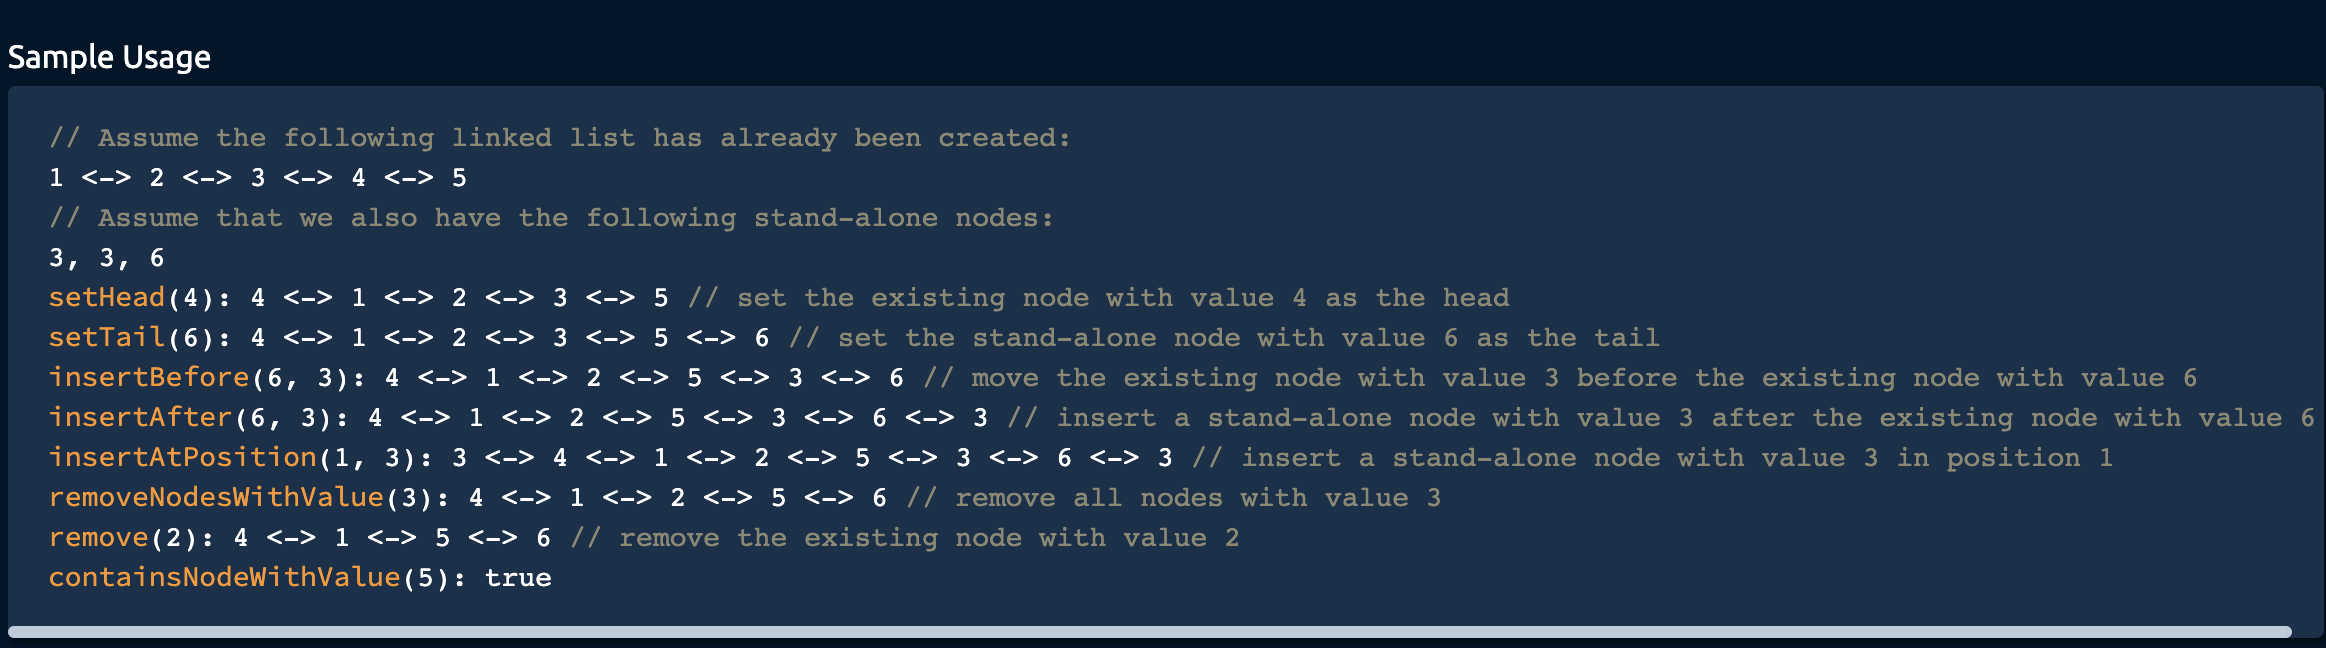 Sample Usage
// Assume the following linked list has already been created:
1 <-> 2 <-> 3 <-> 4 <-> 5
// Assume that we also have the following stand-alone nodes:
3, 3, 6
setHead(4): 4 <-> 1 <-> 2 <-> 3 <-> 5 // set the existing node with value 4 as the head
setTail(6): 4 <-> 1 <-> 2 <-> 3 <-> 5 <-> 6 // set the stand-alone node with value 6 as the tail
insertBefore(6, 3): 4 <-> 1 <-> 2 <-> 5 <-> 3 <-> 6 // move the existing node with value 3 before the existing node with value 6
insertAfter(6, 3): 4 <-> 1 <-> 2 <-> 5 <-> 3 <-> 6 <-> 3 // insert a stand-alone node with value 3 after the existing node with value 6
insertAtPosition(1, 3): 3 <-> 4 <-> 1 <-> 2 <-> 5 <-> 3 <-> 6 <-> 3 // insert a stand-alone node with value 3 in position 1
removeNodesWithValue(3): 4 <-> 1 <-> 2 <-> 5 <-> 6 // remove all nodes with value 3
remove(2): 4 <-> 1 <-> 5 <-> 6 // remove the existing node with value 2
containsNodeWithValue(5): true